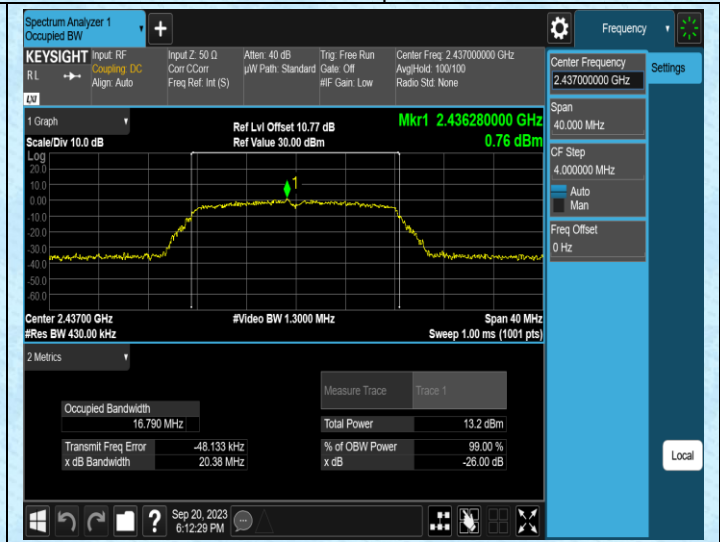 Spectrum Analyzer 1
Occupied BW
+
Frequency
KEYSIGHT
R L
LXI
Input: RF
Coupling: DC
Align: Auto
Input Z: 50 Ω
Corr CCorr
Freq Ref: Int (S)
Atten: 40 dB
µW Path: Standard
Trig: Free Run
Gate: Off
#IF Gain: Low
Center Freq: 2.437000000 GHz
Avg|Hold: 100/100
Radio Std: None
Center Frequency
2.437000000 GHz
Settings
Span
40.000 MHz
CF Step
4.000000 MHz
Auto
Man
Freq Offset
0 Hz
1 Graph
Scale/Div 10.0 dB
Ref Lvl Offset 10.77 dB
Ref Value 30.00 dBm
Mkr1 2.436280000 GHz
0.76 dBm
Log
20.0
10.0
0.00
-10.0
-20.0
-30.0
-40.0
-50.0
-60.0
1
Center 2.43700 GHz
#Res BW 430.00 kHz
#Video BW 1.3000 MHz
Span 40 MHz
Sweep 1.00 ms (1001 pts)
2 Metrics
Measure Trace
Trace 1
Occupied Bandwidth
16.790 MHz
Total Power
13.2 dBm
Transmit Freq Error
-48.133 kHz
% of OBW Power
99.00 %
x dB Bandwidth
20.38 MHz
x dB
-26.00 dB
Local
?
Sep 20, 2023
6:12:29 PM